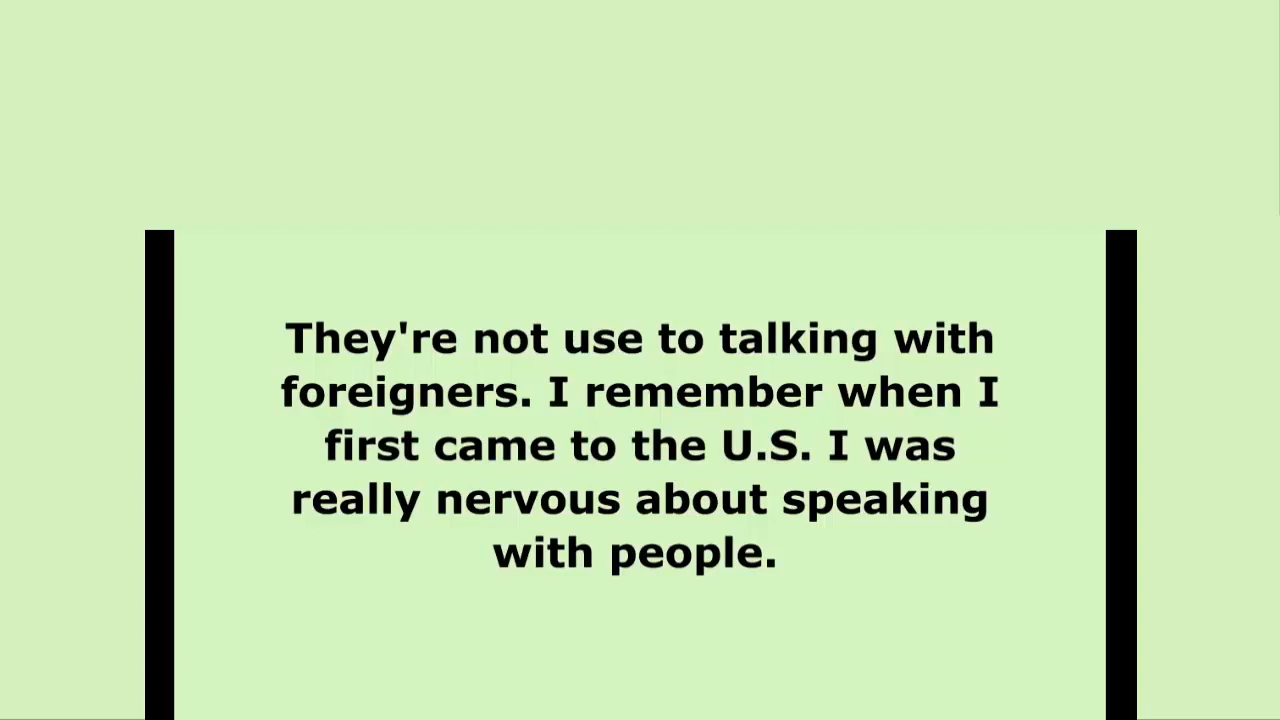 They're not use to talking with
foreigners. I remember when I
first came to the U.S. I was
really nervous about speaking
with people.